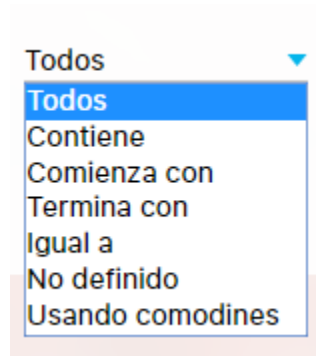 Todos
Todos
Contiene
Comienza con
Termina con
Igual a
No definido
Usando comodines